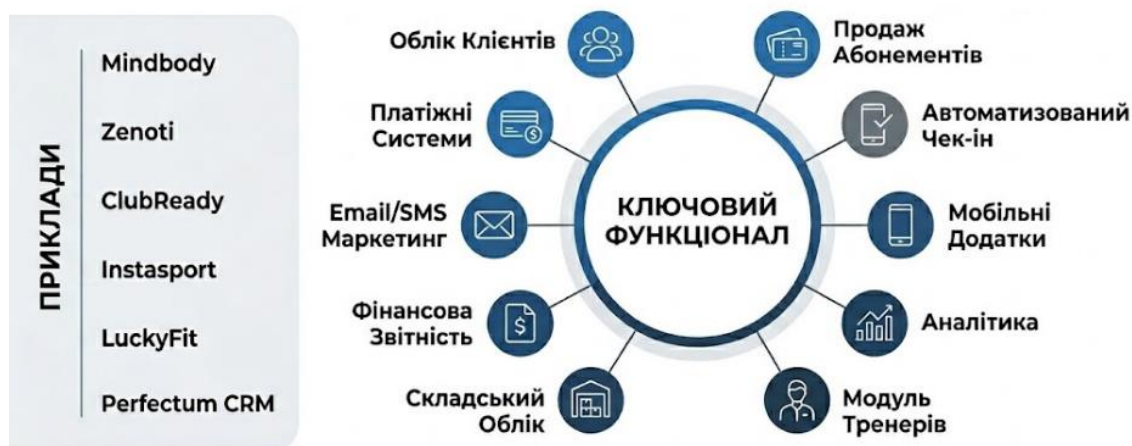 ПРИКЛАДИ
Mindbody
Zenoti
ClubReady
Instasport
LuckyFit
Perfectum CRM
Облік Клієнтів
Платіжні
Системи
Email/SMS
Маркетинг
Фінансова
Звітність
Складський
Облік
КЛЮЧОВИЙ
ФУНКЦІОНАЛ
Продаж
Абонементів
Автоматизований
Чек-ін
Мобільні
Додатки
Аналітика
Модуль
Тренерів